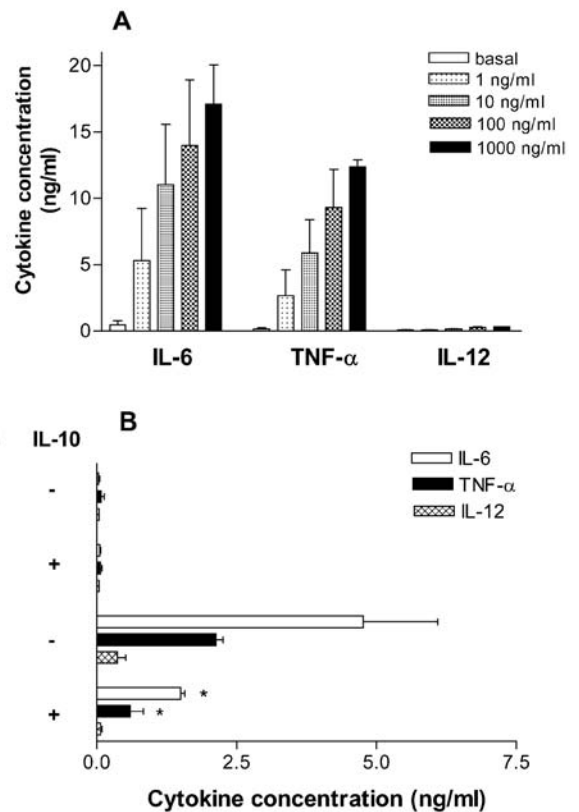 A
Cytokine concentration
(ng/ml)
20
15
10
5
0
basal
1 ng/ml
10 ng/ml
100 ng/ml
1000 ng/ml
IL-6
TNF-α
IL-12
IL-10
B
-
+
-
+
IL-6
TNF-α
IL-12
*
*
0.0
2.5
5.0
7.5
Cytokine concentration (ng/ml)